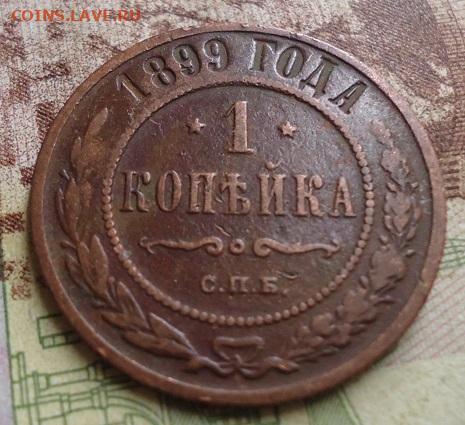 COINS.LAVE.RU
1899 ГОДА
* 1 *
КОПѢЙКА
С.П.Б.